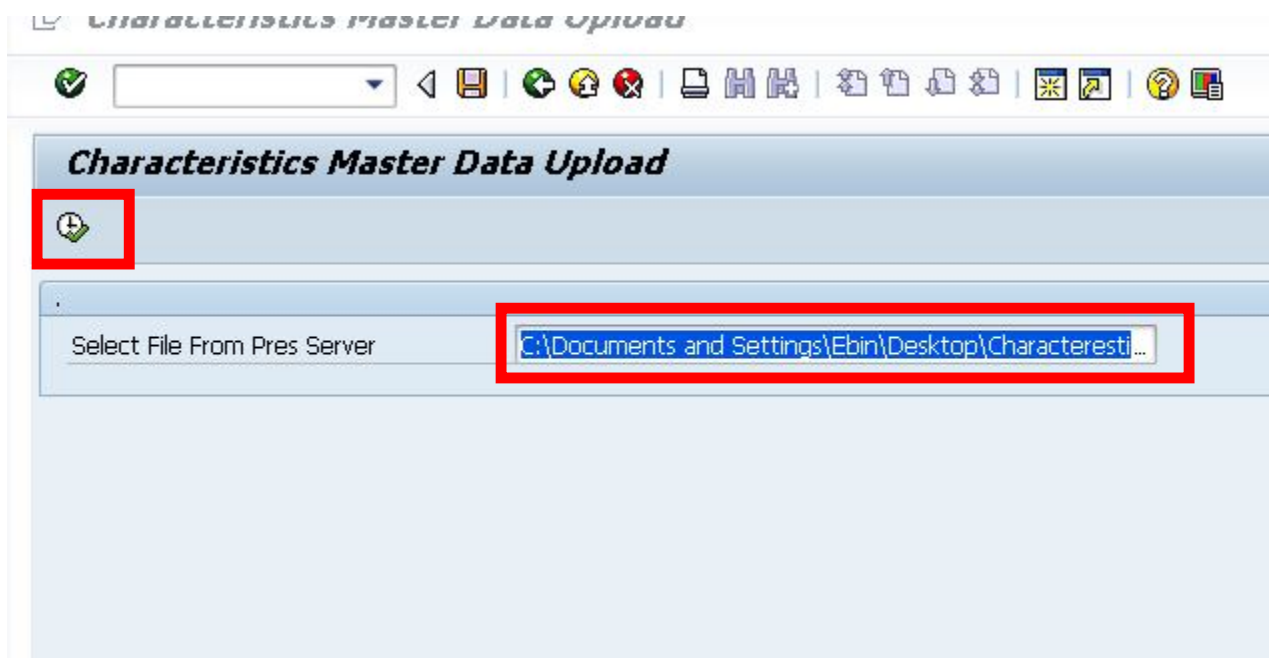 Characteristics Master Data Upload
Characteristics Master Data Upload
.
Select File From Pres Server
C:\Documents and Settings\Ebin\Desktop\Characteresti...